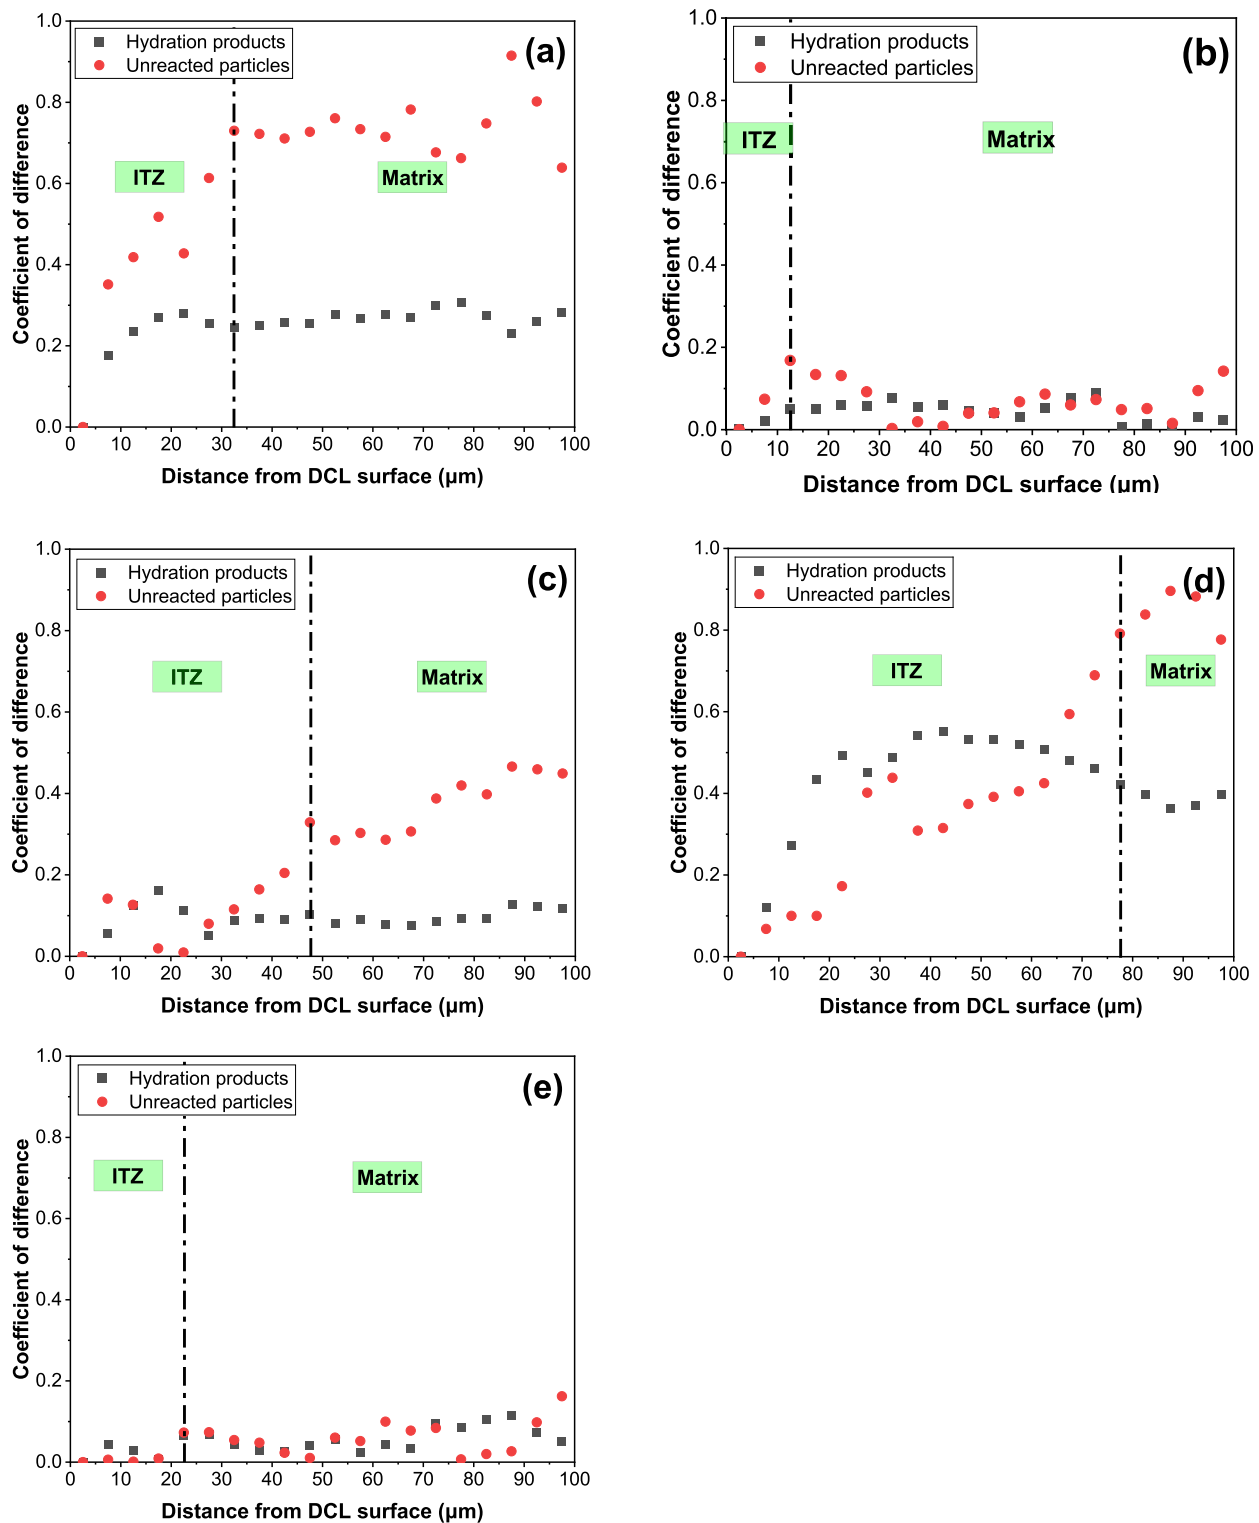 1.0
Hydration products
Unreacted particles
(a)
0.8
ITZ
Matrix
0.6
0.4
0.2
0.0
0 10 20 30 40 50 60 70 80 90 100
Coefficient of difference
Distance from DCL surface (μm)
1.0
Hydration products
Unreacted particles
(b)
0.8
ITZ
Matrix
0.6
0.4
0.2
0.0
0 10 20 30 40 50 60 70 80 90 100
Coefficient of difference
Distance from DCL surface (μm)
1.0
Hydration products
Unreacted particles
(c)
0.8
ITZ
Matrix
0.6
0.4
0.2
0.0
0 10 20 30 40 50 60 70 80 90 100
Coefficient of difference
Distance from DCL surface (μm)
1.0
Hydration products
Unreacted particles
(d)
0.8
ITZ
Matrix
0.6
0.4
0.2
0.0
0 10 20 30 40 50 60 70 80 90 100
Coefficient of difference
Distance from DCL surface (μm)
1.0
Hydration products
Unreacted particles
(e)
0.8
ITZ
Matrix
0.6
0.4
0.2
0.0
0 10 20 30 40 50 60 70 80 90 100
Coefficient of difference
Distance from DCL surface (μm)